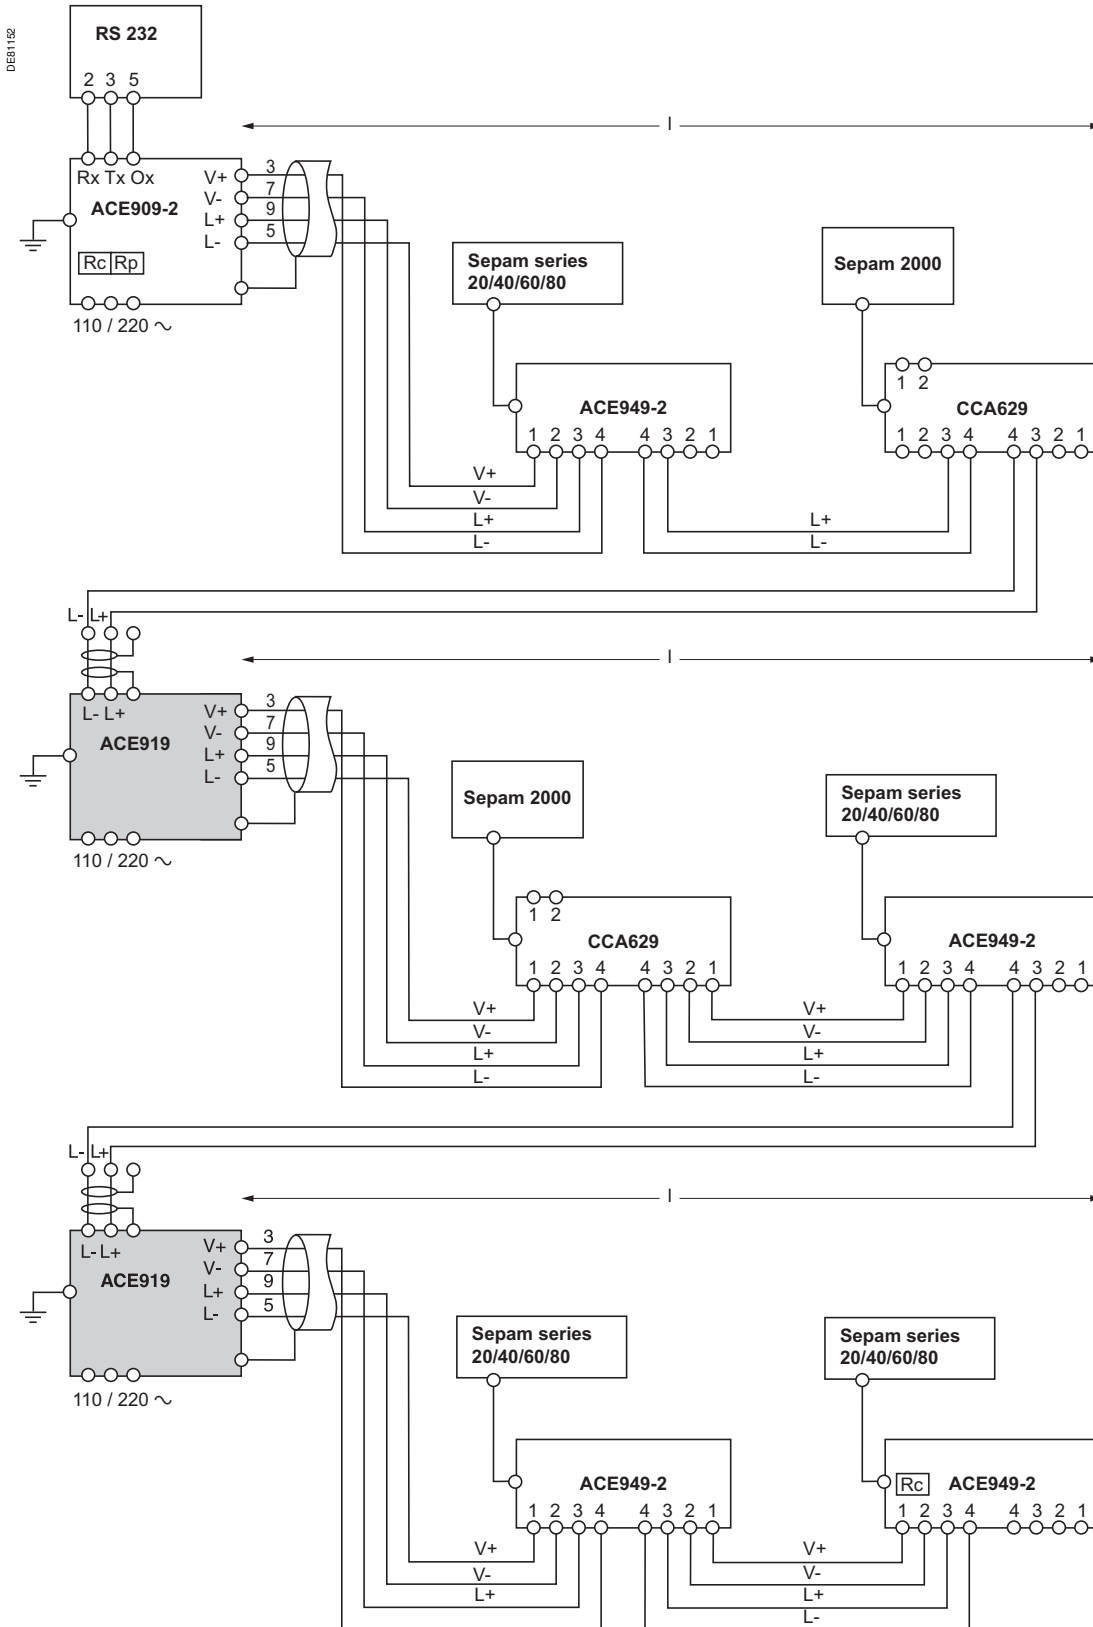 DE81152
RS 232
2 3 5
l
Rx Tx Ox
ACE909-2
Rc Rp
V+ 3
V- 7
L+ 9
L- 5
110 / 220 ~
Sepam series
20/40/60/80
Sepam 2000
ACE949-2
1 2 3 4 4 3 2 1
1 2
CCA629
1 2 3 4 4 3 2 1
V+
V-
L+
L-
L+
L-
L- L+
l
L- L+
ACE919
V+ 3
V- 7
L+ 9
L- 5
110 / 220 ~
Sepam 2000
Sepam series
20/40/60/80
1 2
CCA629
1 2 3 4 4 3 2 1
ACE949-2
1 2 3 4 4 3 2 1
V+
V-
L+
L-
V+
V-
L+
L-
L- L+
l
L- L+
ACE919
V+ 3
V- 7
L+ 9
L- 5
110 / 220 ~
Sepam series
20/40/60/80
Sepam series
20/40/60/80
ACE949-2
1 2 3 4 4 3 2 1
Rc ACE949-2
1 2 3 4 4 3 2 1
V+
V-
L+
V+
V-
L+
L-